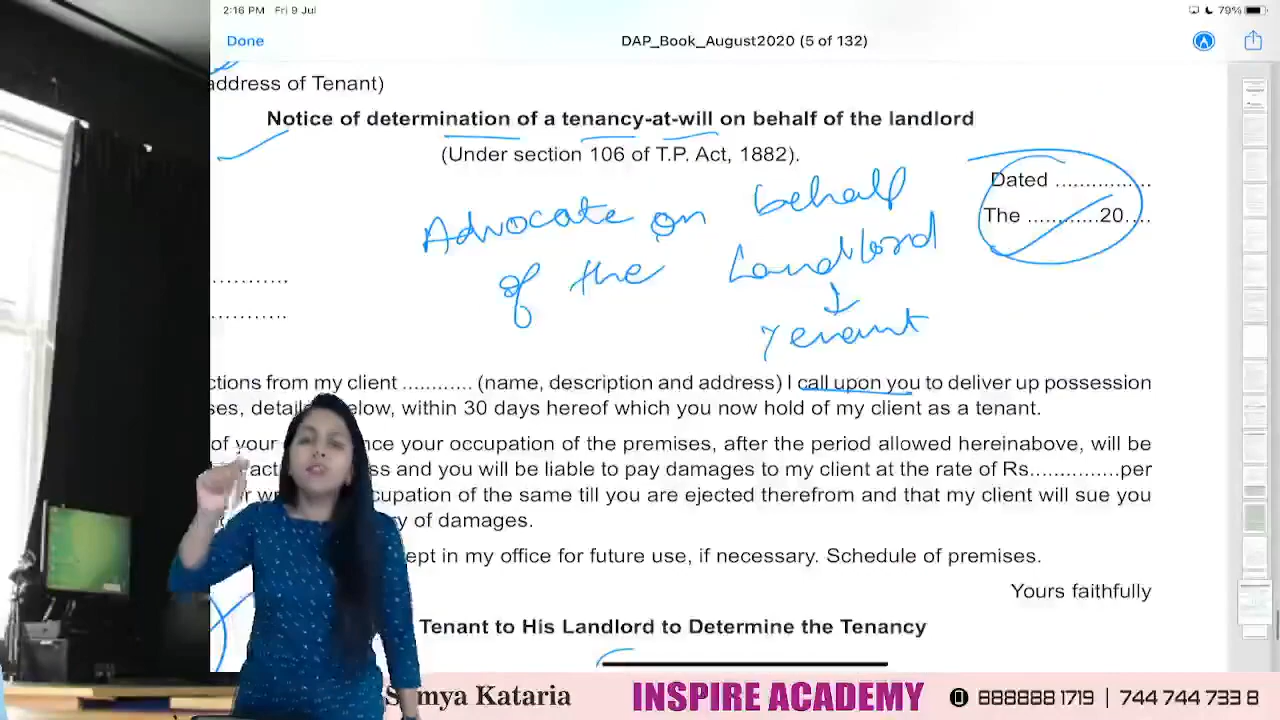 2:16 PM Fri 9 Jul
79%
Done
DAP_Book_August2020 (5 of 132)
address of Tenant)
Notice of determination of a tenancy-at-will on behalf of the landlord
(Under section 106 of T.P. Act, 1882).
Dated ................
The ............20....
Advocate on behalf
of the Landlord
Tenant
............
............
ctions from my client ............ (name, description and address) I call upon you to deliver up possession
ses, below, within 30 days hereof which you now hold of my client as a tenant.
of your nce your occupation of the premises, after the period allowed hereinabove, will be
act ss and you will be liable to pay damages to my client at the rate of Rs...............per
or w cupation of the same till you are ejected therefrom and that my client will sue you
y of damages.
ept in my office for future use, if necessary. Schedule of premises.
Yours faithfully
Tenant to His Landlord to Determine the Tenancy
Kataria INSPIRE ACADEMY 888888 1719 | 744 744 733 8